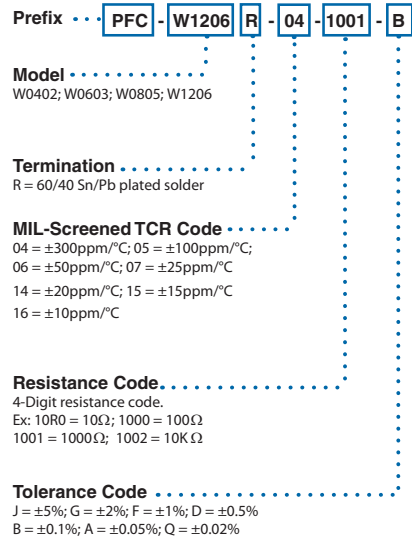 Prefix PFC - W1206 R - 04 - 1001 - B
Model
W0402; W0603; W0805; W1206
Termination
R = 60/40 Sn/Pb plated solder
MIL-Screened TCR Code
04 = ±300ppm/°C; 05 = ±100ppm/°C;
06 = ±50ppm/°C; 07 = ±25ppm/°C
14 = ±20ppm/°C; 15 = ±15ppm/°C
16 = ±10ppm/°C
Resistance Code
4-Digit resistance code.
Ex: 10R0 = 10Ω; 1000 = 100Ω
1001 = 1000Ω; 1002 = 10K Ω
Tolerance Code
J = ±5%; G = ±2%; F = ±1%; D = ±0.5%
B = ±0.1%; A = ±0.05%; Q = ±0.02%